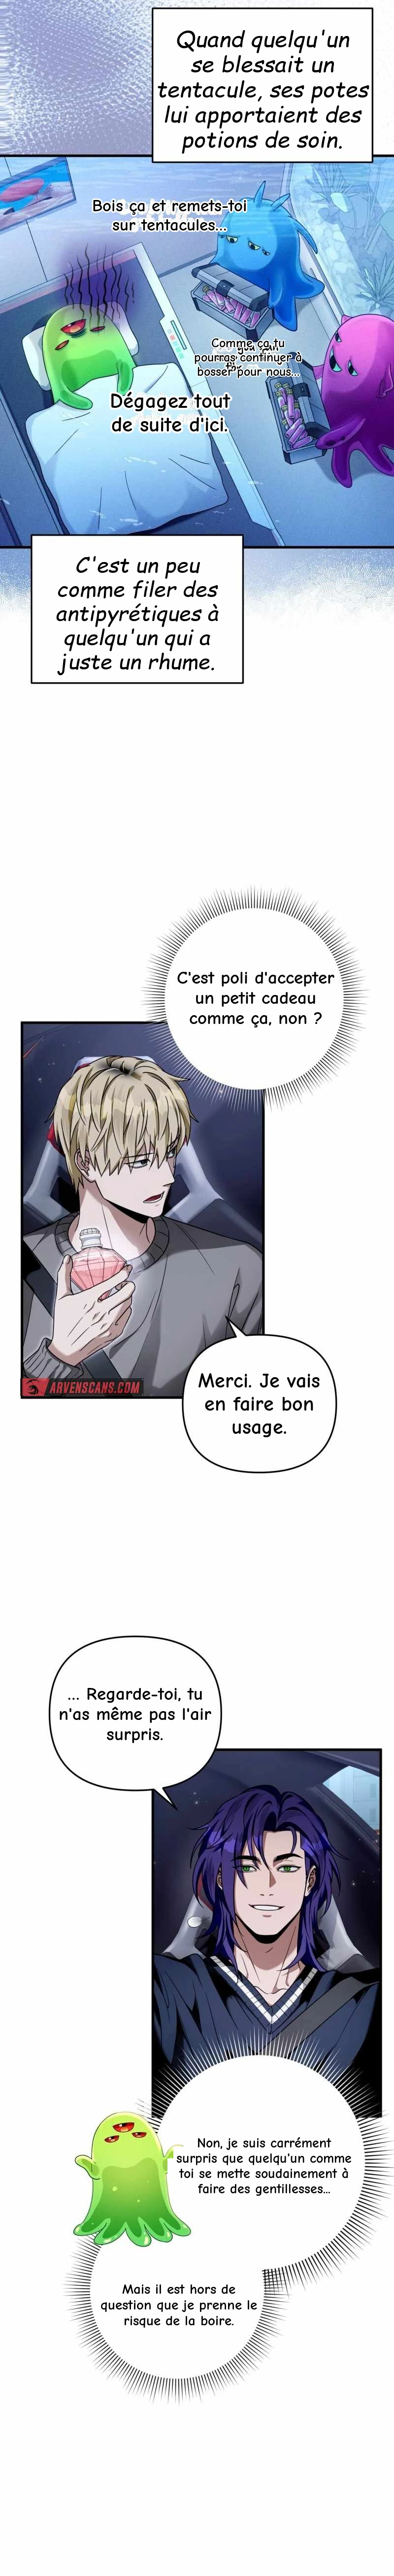 Quand quelqu'un
se blessait un
tentacule, ses potes
lui apportaient des
potions de soin.
Bois ça et remets-toi
sur tentacules...
Comme ça tu
pourras continuer à
bosser pour nous...
Dégagez tout
de suite d'ici.
C'est un peu
comme filer des
antipyrétiques à
quelqu'un qui a
juste un rhume.
C'est poli d'accepter
un petit cadeau
comme ça, non ?
ARVENSCANS.COM
Merci. Je vais
en faire bon
usage.
... Regarde-toi, tu
n'as même pas l'air
surpris.
Non, je suis carrément
surpris que quelqu'un comme
toi se mette soudainement à
faire des gentillesses...
Mais il est hors de
question que je prenne le
risque de la boire.